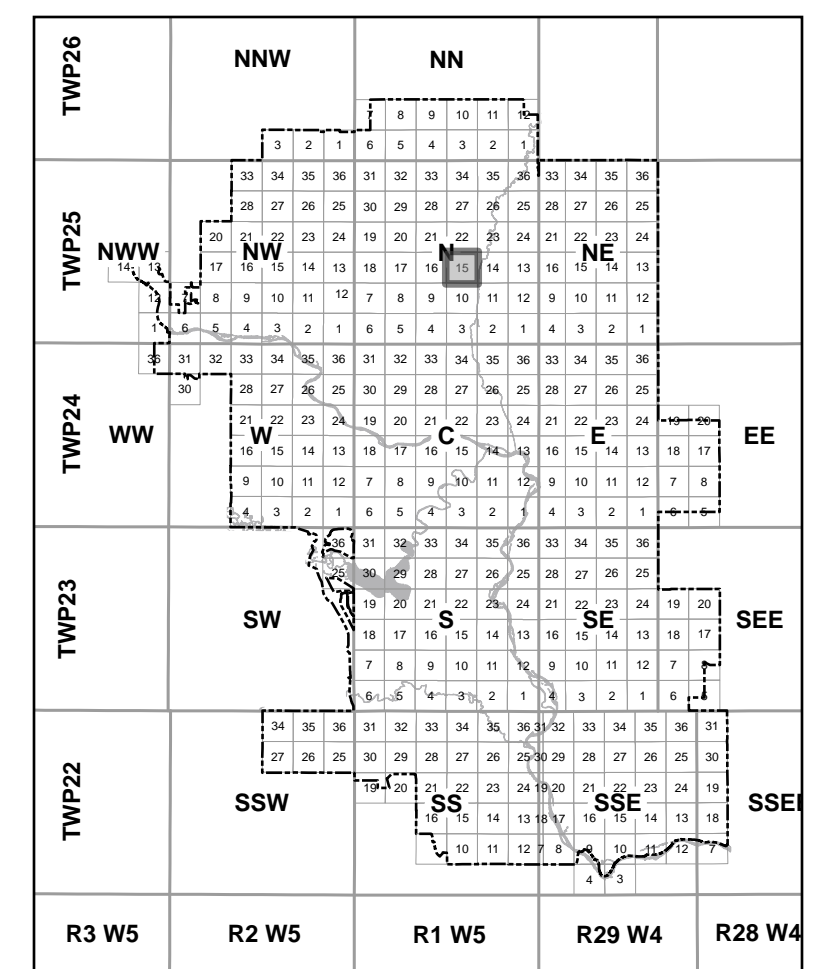 TWP26 NNW NN
7 8 9 10 11 12
3 2 1 6 5 4 3 2 1
33 34 35 36 31 32 33 34 35 36 33 34 35 36
28 27 26 25 30 29 28 27 26 25 28 27 26 25
20 21 22 23 24 19 20 21 22 23 24 21 22 23 24
TWP25 NWW NW N NE
14 13 17 16 15 14 13 18 17 16 15 14 13 16 15 14 13
12 7 8 9 10 11 12 7 8 9 10 11 12 9 10 11 12
1 6 5 4 3 2 1 6 5 4 3 2 1 4 3 2 1
36 31 32 33 34 35 36 31 32 33 34 35 36 33 34 35 36
30 28 27 26 25 30 29 28 27 26 25 28 27 26 25
21 22 23 24 19 20 21 22 23 24 21 22 23 24 19 20
TWP24 WW W C E EE
16 15 14 13 18 17 16 15 14 13 16 15 14 13 18 17
9 10 11 12 7 8 9 10 11 12 9 10 11 12 7 8
4 3 2 1 6 5 4 3 2 1 4 3 2 1 6 5
36 31 32 33 34 35 36 33 34 35 36
25 30 29 28 27 26 25 28 27 26 25
19 20 21 22 23 24 21 22 23 24 19 20
TWP23 SW S SE SEE
18 17 16 15 14 13 16 15 14 13 18 17
7 8 9 10 11 12 9 10 11 12 7 8
6 5 4 3 2 1 4 3 2 1 6
34 35 36 31 32 33 34 35 36 31 32 33 34 35 36 31
27 26 25 30 29 28 27 26 25 30 29 28 27 26 25 30
19 20 21 22 23 24 19 20 21 22 23 24 19
TWP22 SSW SS SSE SSEE
16 15 14 13 18 17 16 15 14 13 18
10 11 12 7 8 9 10 11 12 7
4 3
R3 W5 R2 W5 R1 W5 R29 W4 R28 W4